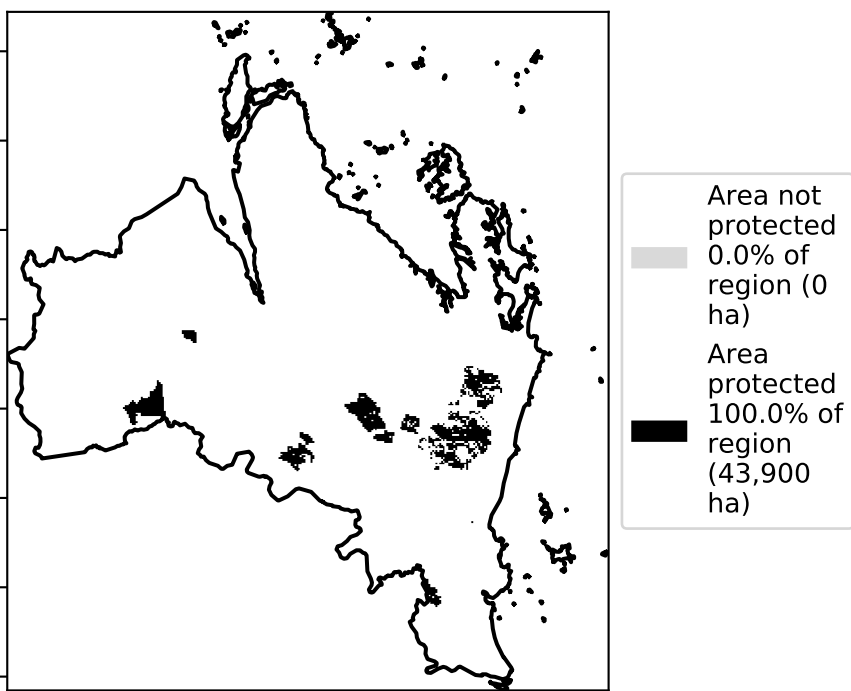 Area not
protected
0.0% of
region (0
ha)
Area
protected
100.0% of
region
(43,900
ha)